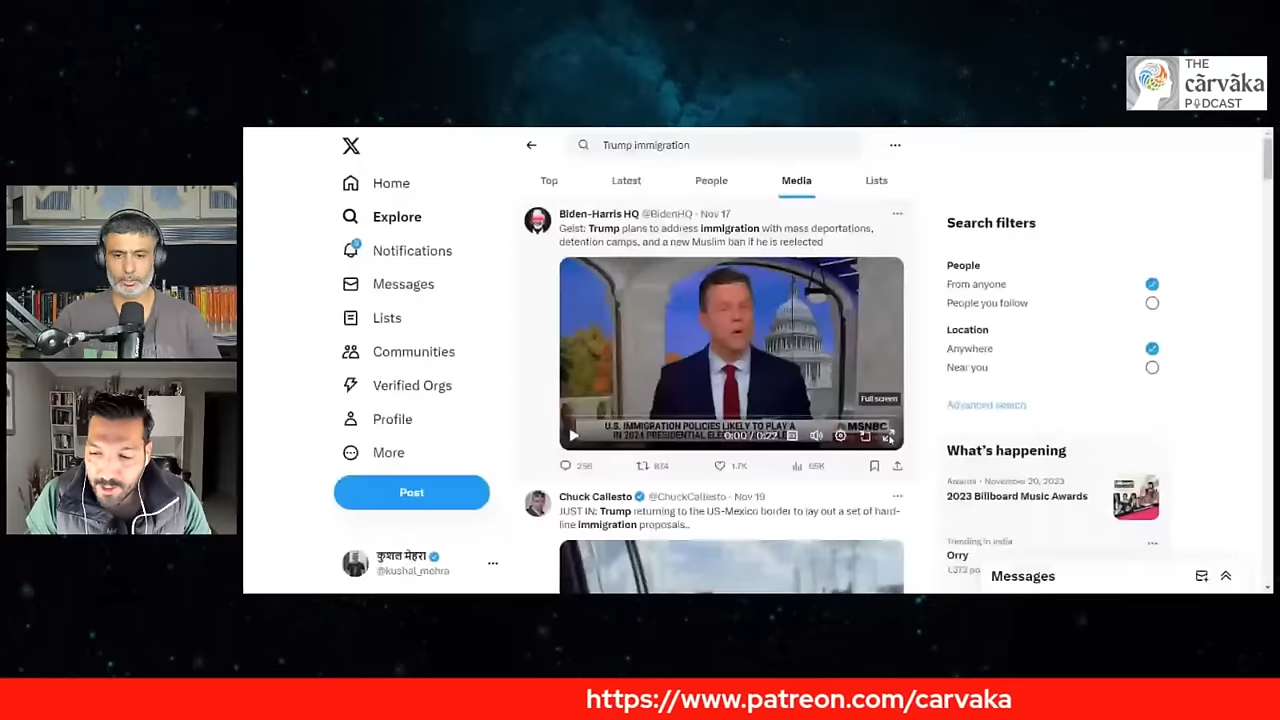 THE
cārvāka
PODCAST
X
Trump immigration
Home
Explore
Notifications
Messages
Lists
Communities
Verified Orgs
Profile
More
Post
कुशल मेहरा
@kushal_mehra
Top
Latest
People
Media
Lists
Biden-Harris HQ @BidenHQ · Nov 17
Geist: Trump plans to address immigration with mass deportations,
detention camps, and a new Muslim ban if he is reelected
Full screen
U.S. IMMIGRATION POLICIES LIKELY TO PLAY A
IN 2024 PRESIDENTIAL
MSNBC
0:00 / 0:22
256
874
1.7K
65K
Chuck Callesto @ChuckCallesto · Nov 19
JUST IN: Trump returning to the US-Mexico border to lay out a set of hard-
line immigration proposals..
Search filters
People
From anyone
People you follow
Location
Anywhere
Near you
Advanced search
What's happening
Awards · November 20, 2023
2023 Billboard Music Awards
Trending in India
Orry
1,373
Messages
https://www.patreon.com/carvaka